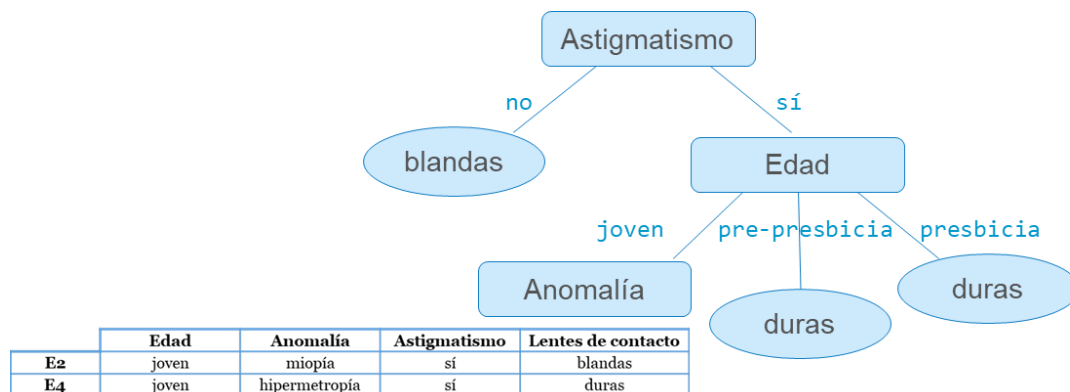 Astigmatismo
no sí
blandas
Edad
joven pre-presbicia presbicia
Anomalía
duras
duras
Edad Anomalía Astigmatismo Lentes de contacto
E2 joven miopía sí blandas
E4 joven hipermetropía sí duras